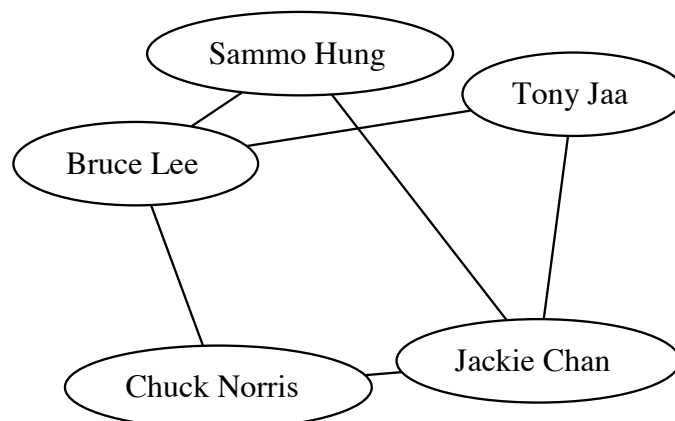 Sammo Hung
Tony Jaa
Bruce Lee
Jackie Chan
Chuck Norris